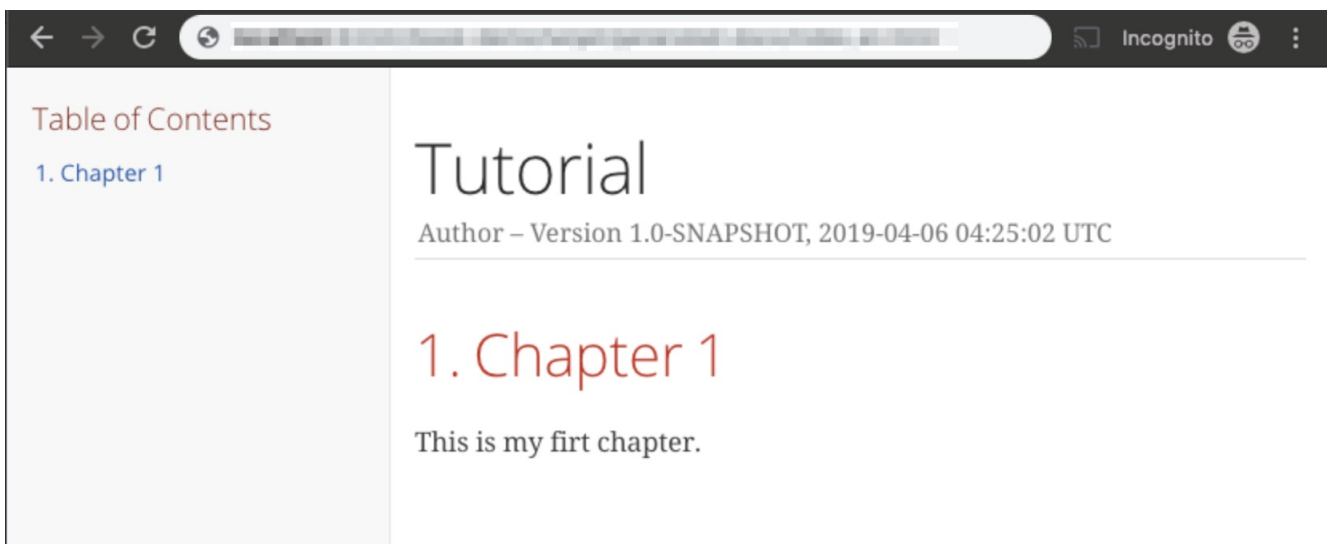 Incognito
Table of Contents
1. Chapter 1
Tutorial
Author – Version 1.0-SNAPSHOT, 2019-04-06 04:25:02 UTC
1. Chapter 1
This is my firt chapter.